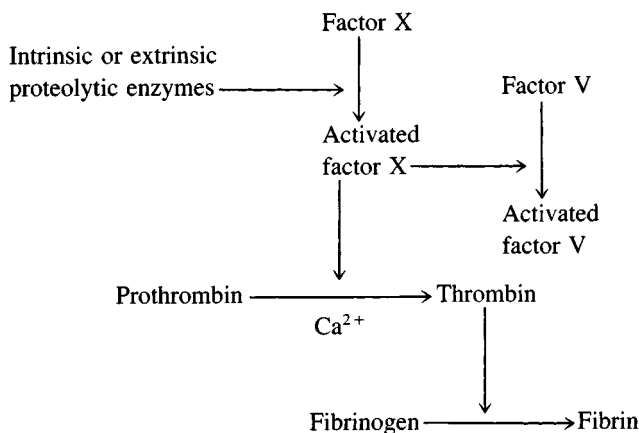 Factor X
Intrinsic or extrinsic
proteolytic enzymes
Factor V
Activated
factor X
Activated
factor V
Prothrombin
Thrombin
Ca²⁺
Fibrinogen
Fibrin